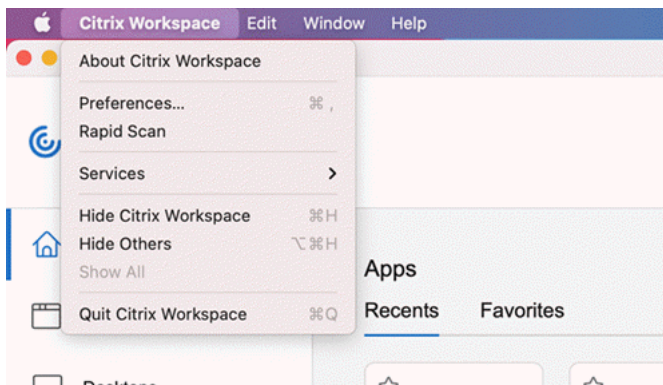 Citrix Workspace Edit Window Help
About Citrix Workspace
Preferences... ⌘ ,
Rapid Scan
Services
Hide Citrix Workspace ⌘H
Hide Others ⌥⌘H
Show All
Quit Citrix Workspace ⌘Q
Apps
Recents Favorites
Desktops